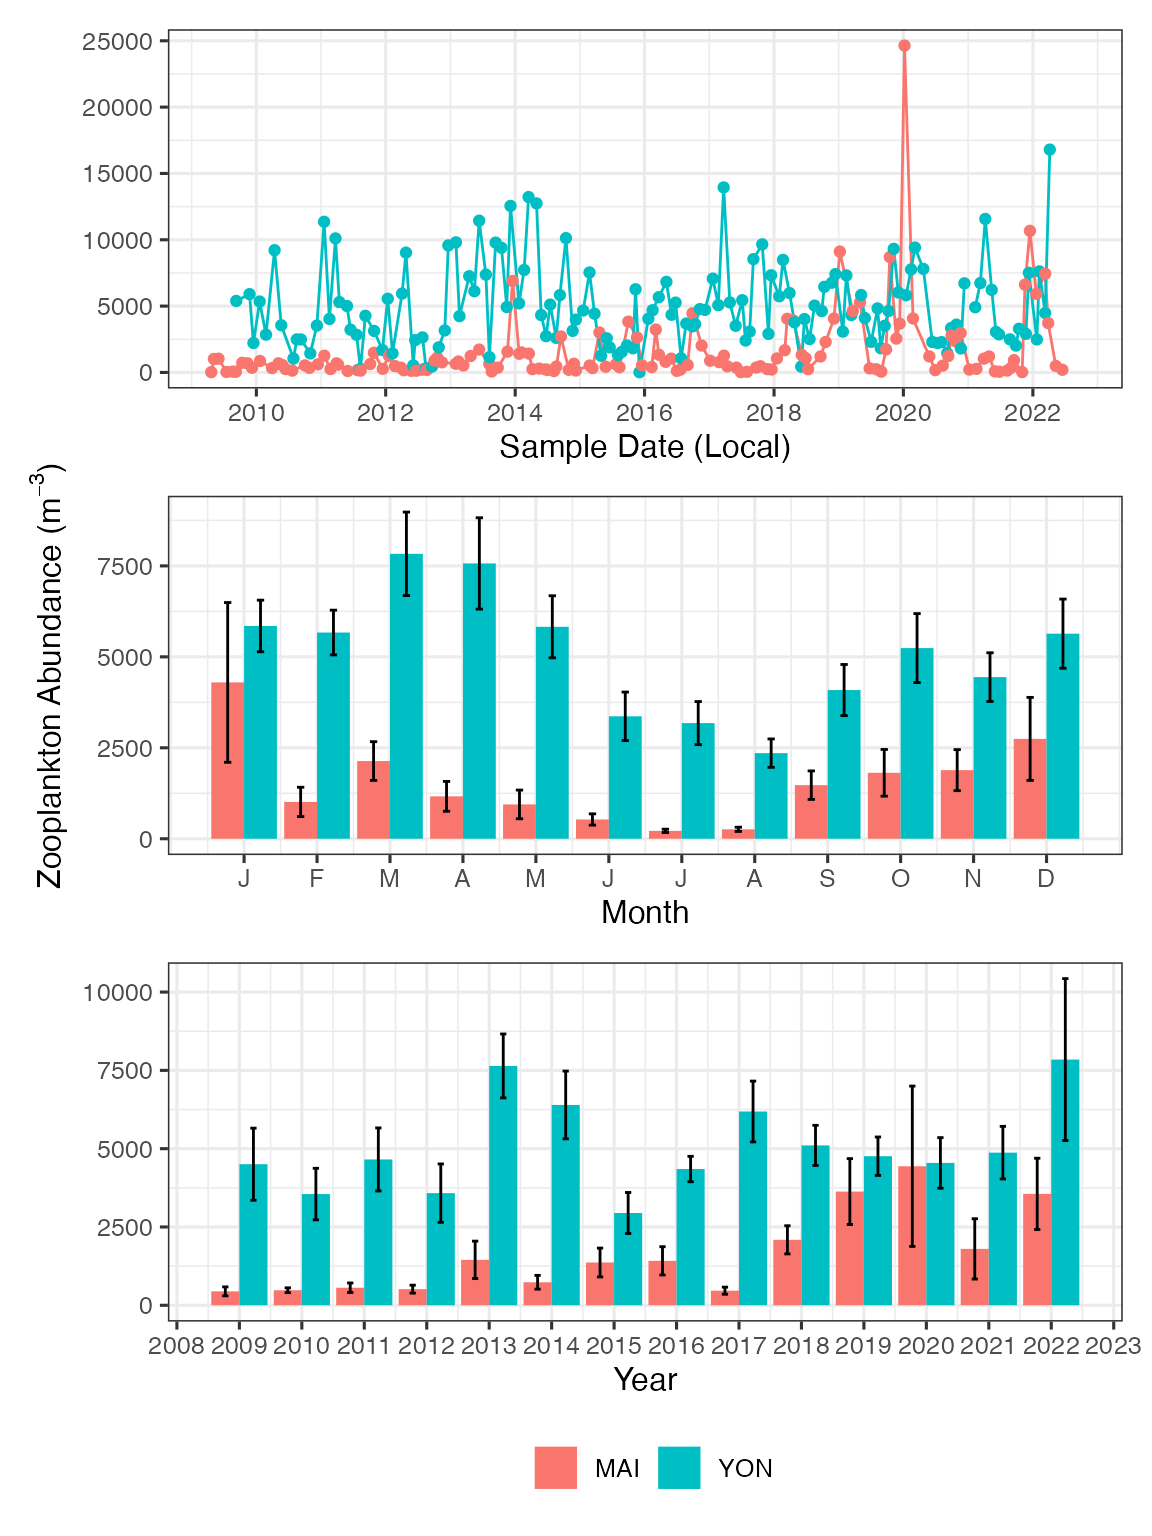 25000
20000
15000
10000
5000
0
2010 2012 2014 2016 2018 2020 2022
Sample Date (Local)
Zooplankton Abundance (m⁻³)
7500
5000
2500
0
J F M A M J J A S O N D
Month
10000
7500
5000
2500
0
2008 2009 2010 2011 2012 2013 2014 2015 2016 2017 2018 2019 2020 2021 2022 2023
Year
MAI YON